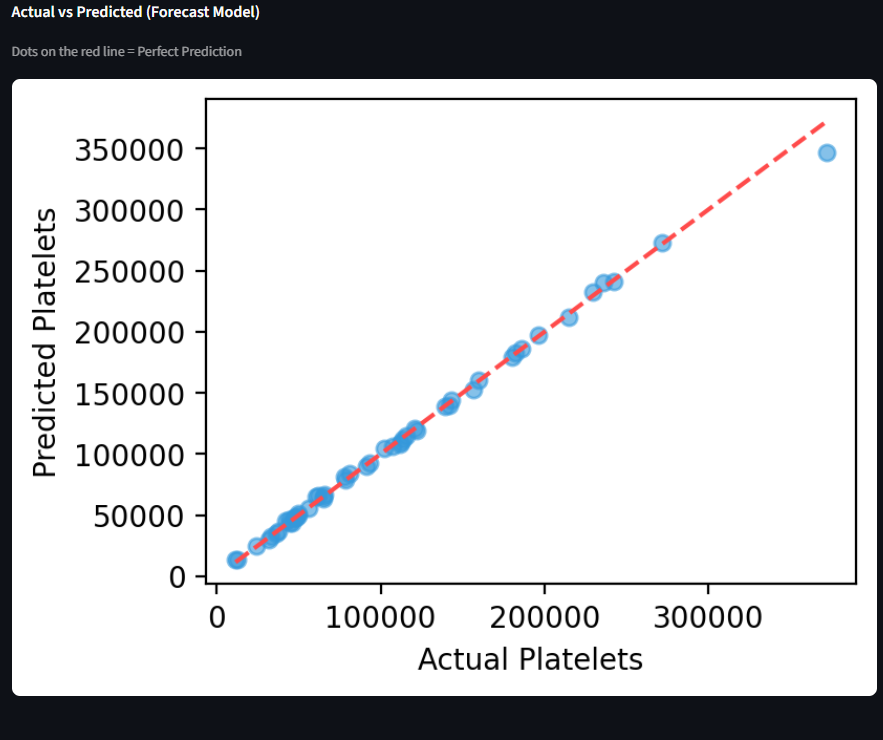 Actual vs Predicted (Forecast Model)
Dots on the red line = Perfect Prediction
350000
300000
250000
200000
150000
100000
50000
0
Predicted Platelets
0 100000 200000 300000
Actual Platelets